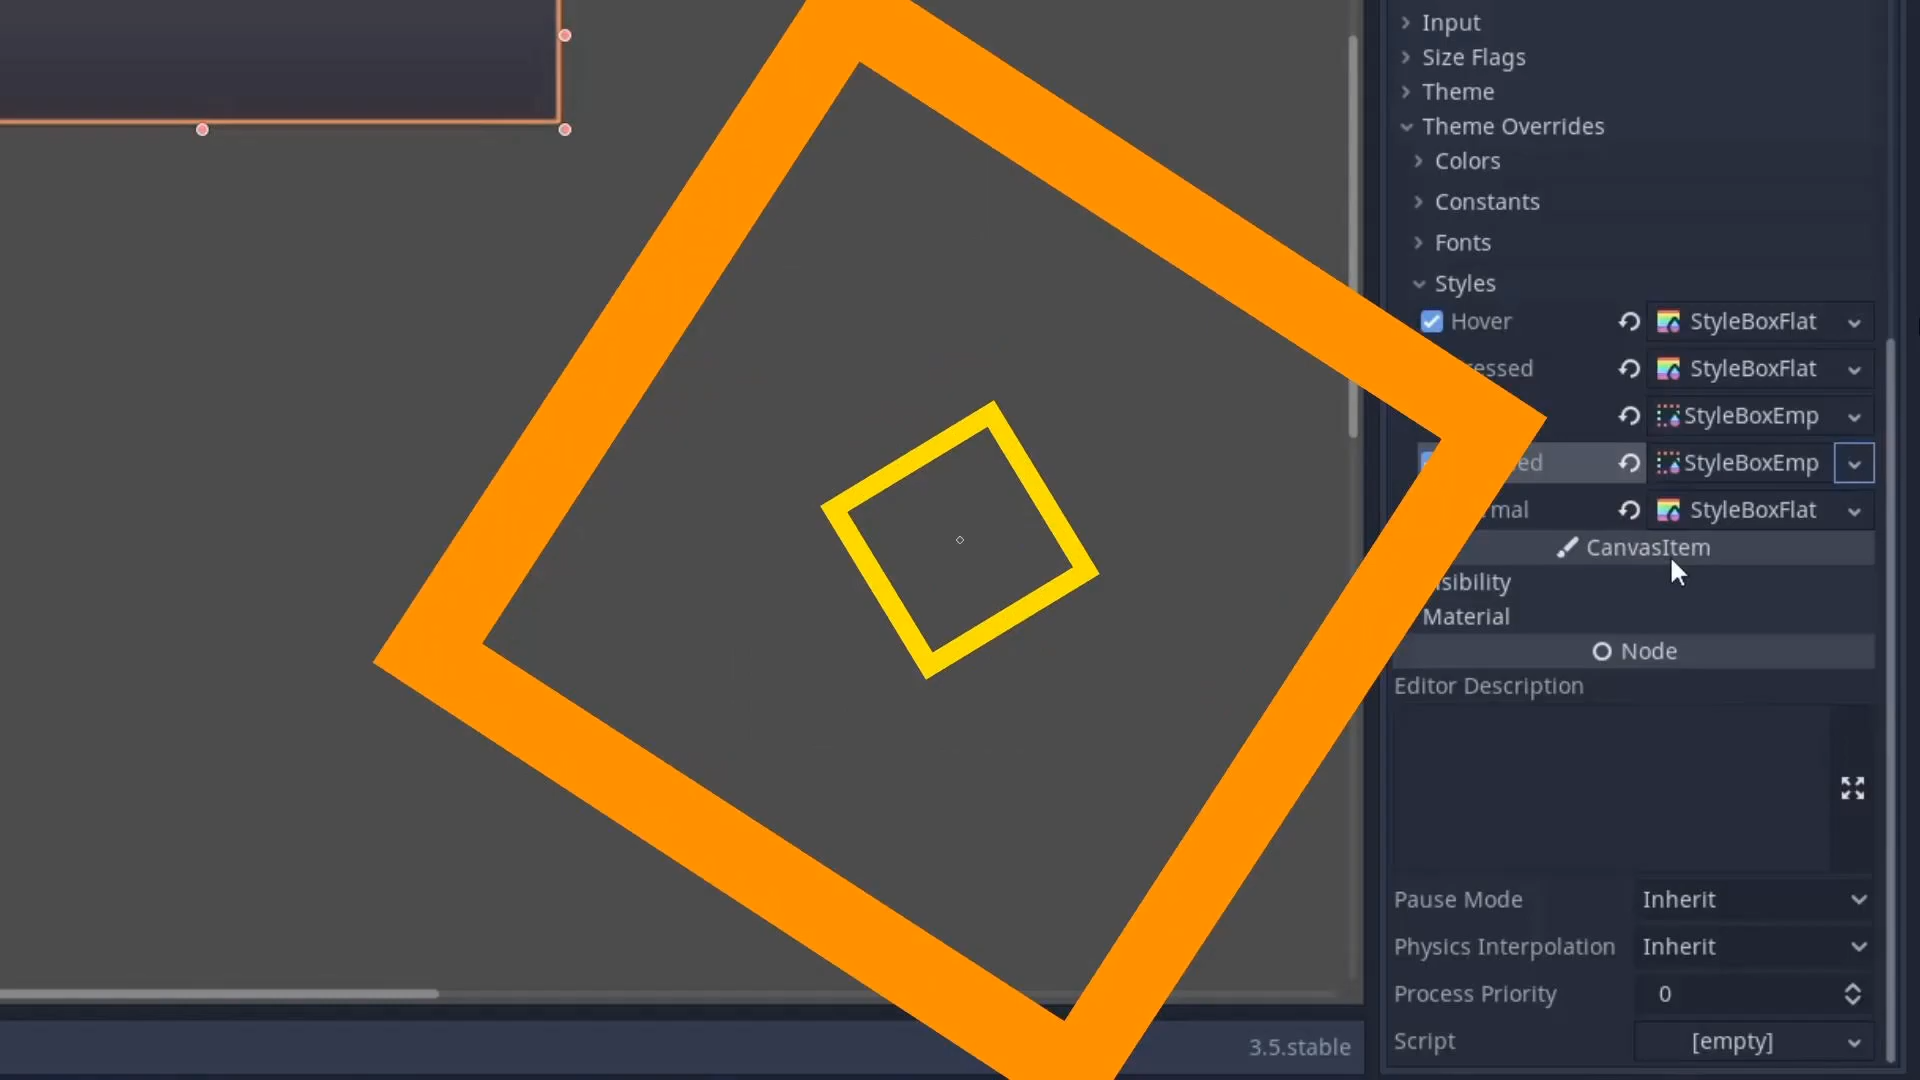 Input
Size Flags
Theme
Theme Overrides
Colors
Constants
Fonts
Styles
Hover StyleBoxFlat
essed StyleBoxFlat
StyleBoxEmp
ed StyleBoxEmp
mal StyleBoxFlat
CanvasItem
sibility
Material
Node
Editor Description
Pause Mode Inherit
Physics Interpolation Inherit
Process Priority 0
Script [empty]
3.5.stable